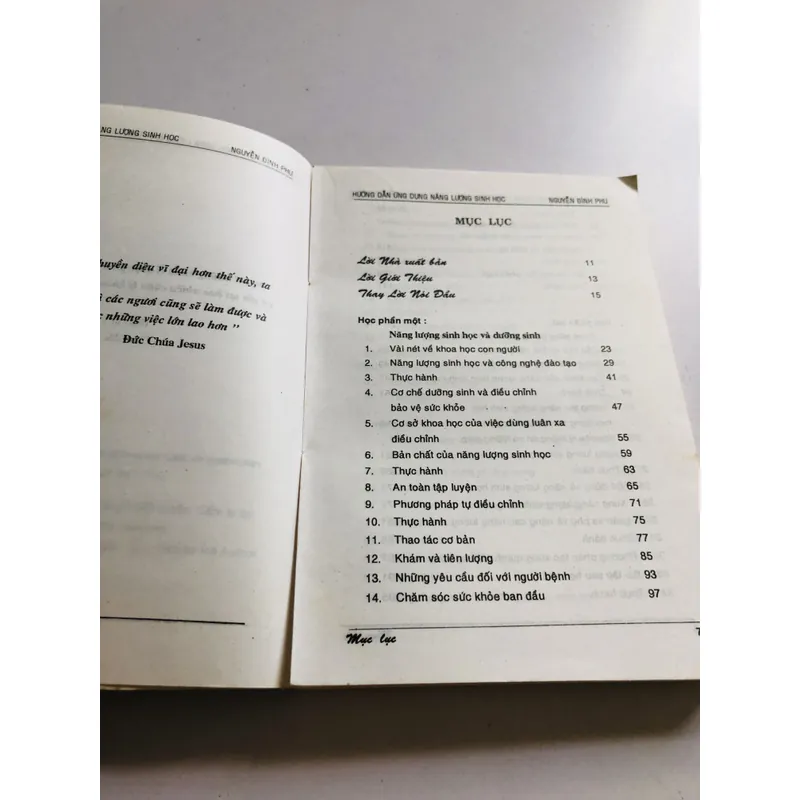 NG LƯỢNG SINH HỌC NGUYỄN ĐÌNH PHU
huyền diệu vĩ đại hơn thế này, ta
các ngươi cũng sẽ làm được và
những việc lớn lao hơn ”
Đức Chúa Jesus
HƯỚNG DẪN ỨNG DỤNG NĂNG LƯỢNG SINH HỌC NGUYỄN ĐÌNH PHU
MỤC LỤC
Lời Nhà xuất bản 11
Lời Giới Thiệu 13
Thay Lời Nói Đầu 15
Học phần một :
Năng lượng sinh học và dưỡng sinh
1. Vài nét về khoa học con người 23
2. Năng lượng sinh học và công nghệ đào tạo 29
3. Thực hành 41
4. Cơ chế dưỡng sinh và điều chỉnh
bảo vệ sức khỏe 47
5. Cơ sở khoa học của việc dùng luân xa
điều chỉnh 55
6. Bản chất của năng lượng sinh học 59
7. Thực hành 63
8. An toàn tập luyện 65
9. Phương pháp tự điều chỉnh 71
10. Thực hành 75
11. Thao tác cơ bản 77
12. Khám và tiên lượng 85
13. Những yêu cầu đối với người bệnh 93
14. Chăm sóc sức khỏe ban đầu 97
Mục lục 7